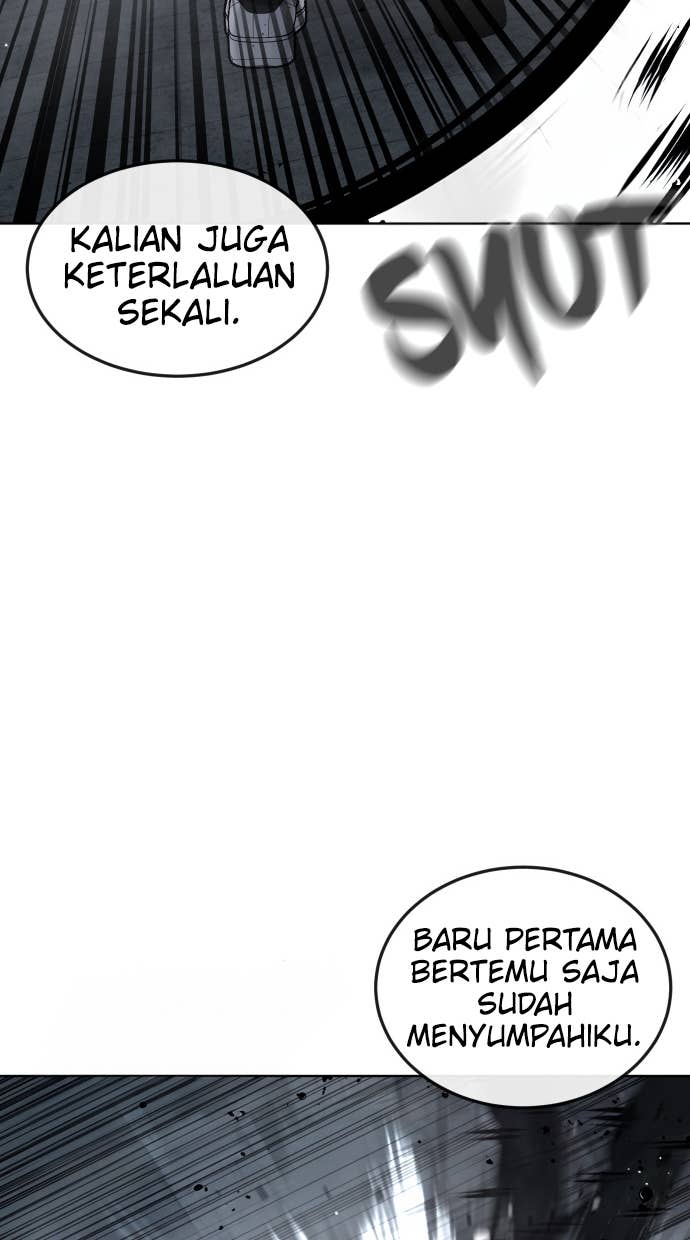 KALIAN JUGA
KETERLALUAN
SEKALI.
SYUT
BARU PERTAMA
BERTEMU SAJA
SUDAH
MENYUMPAHIKU.